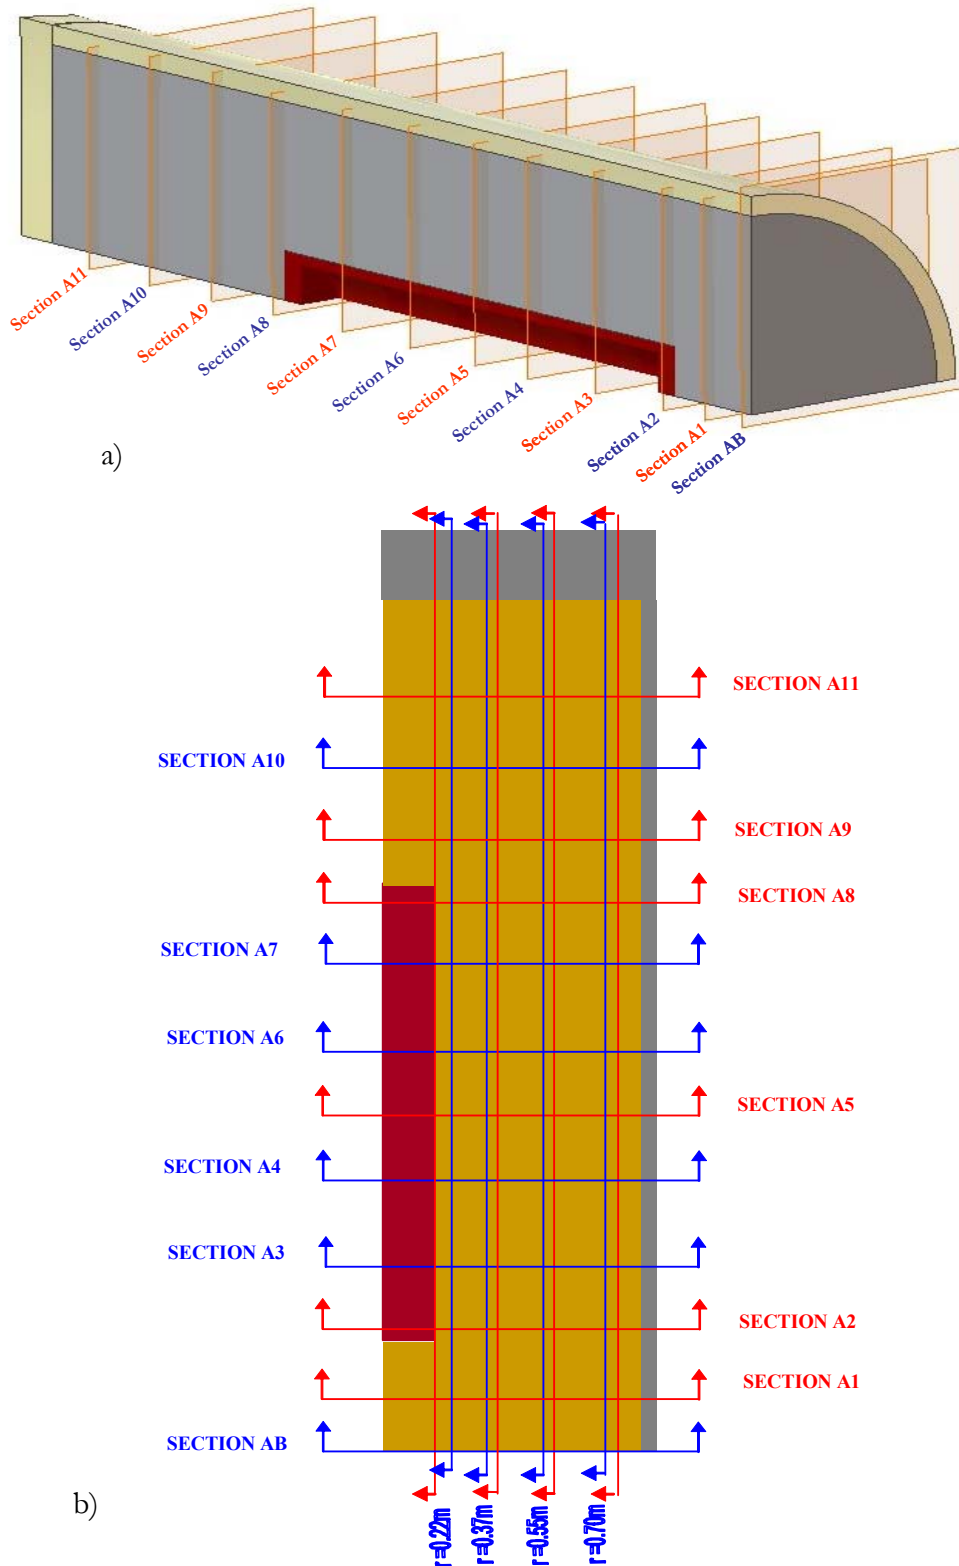 Section A11
Section A10
Section A9
Section A8
Section A7
Section A6
Section A5
Section A4
Section A3
Section A2
Section A1
Section AB
a)
SECTION A11
SECTION A10
SECTION A9
SECTION A8
SECTION A7
SECTION A6
SECTION A5
SECTION A4
SECTION A3
SECTION A2
SECTION A1
SECTION AB
b)
r =0.22m
r =0.37m
r =0.55m
r =0.70m